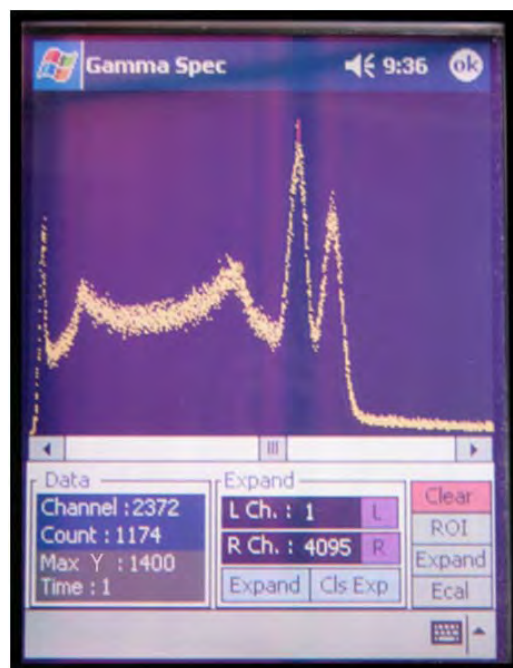 Gamma Spec 9:36 ok
Data
Channel : 2372
Count : 1174
Max Y : 1400
Time : 1
Expand
L Ch. : 1 L
R Ch. : 4095 R
Expand Cls Exp
Clear
ROI
Expand
Ecal